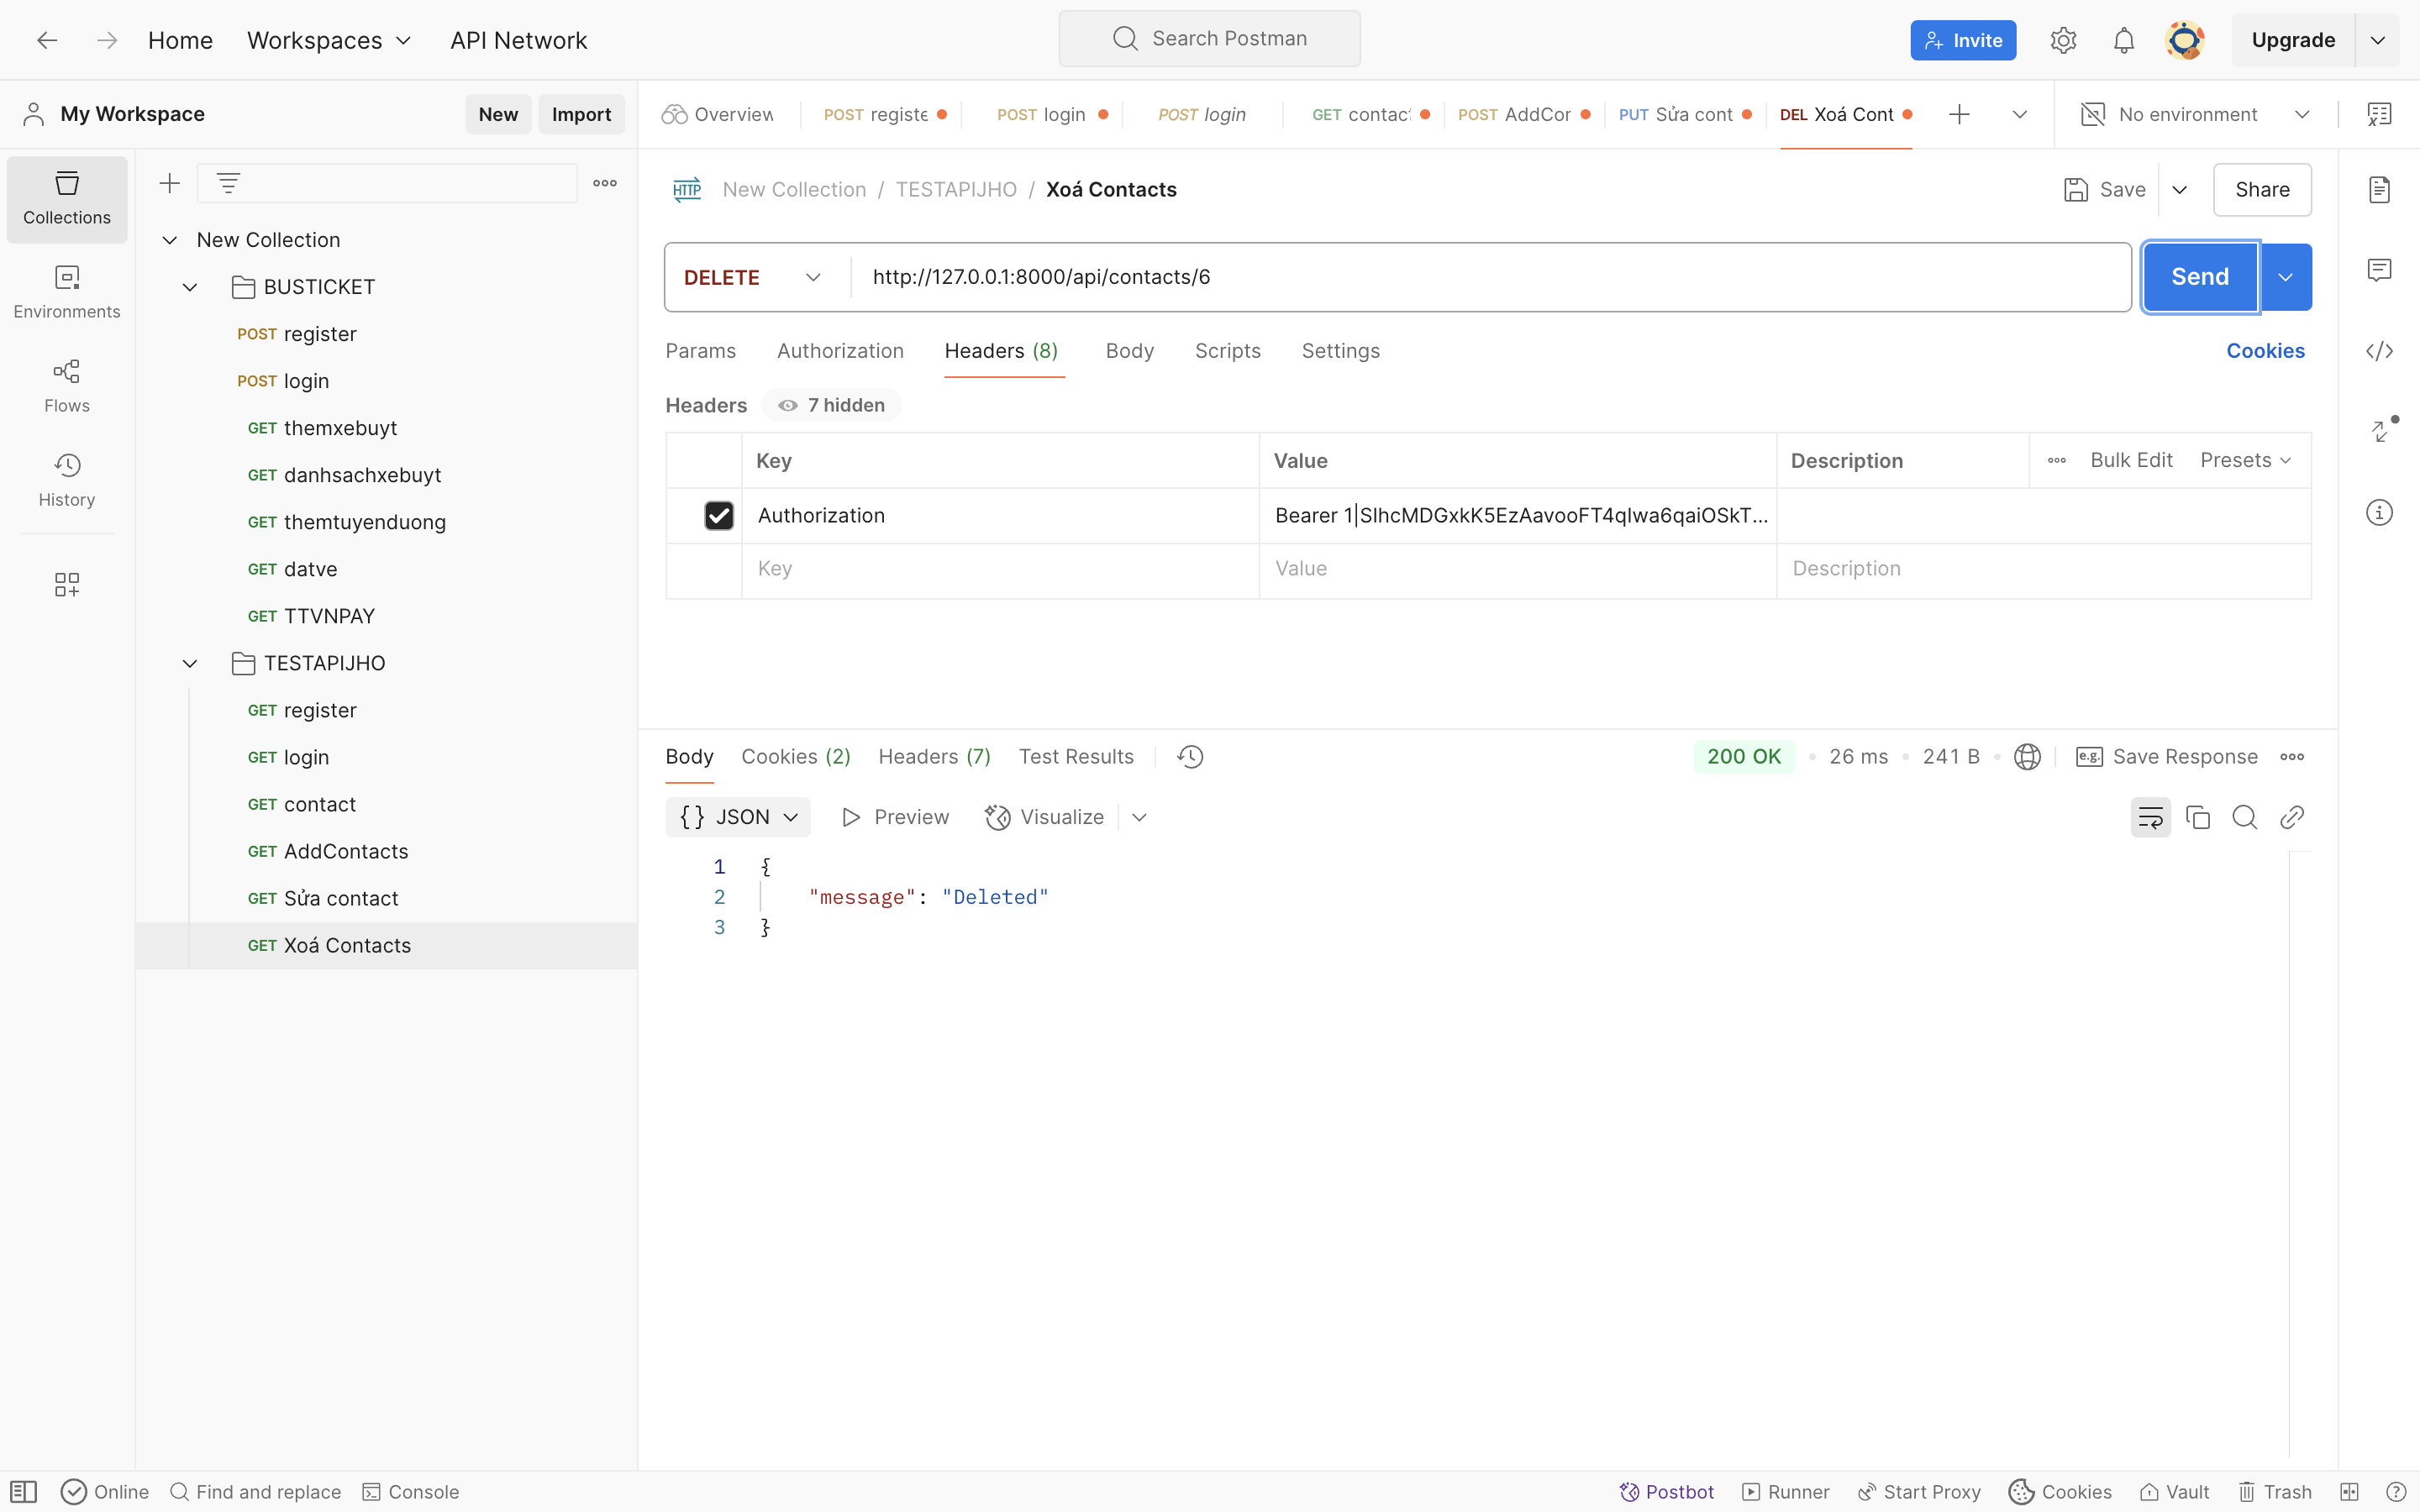 Home Workspaces API Network Search Postman Invite Upgrade
My Workspace New Import Overview POST registe POST login POST login GET contac POST AddCor PUT Sửa cont DEL Xoá Cont No environment
Collections
Environments
Flows
History
New Collection
BUSTICKET
POST register
POST login
GET themxebuyt
GET danhsachxebuyt
GET themtuyenduong
GET datve
GET TTVNPAY
TESTAPIJHO
GET register
GET login
GET contact
GET AddContacts
GET Sửa contact
GET Xoá Contacts
HTTP New Collection / TESTAPIJHO / Xoá Contacts Save Share
DELETE http://127.0.0.1:8000/api/contacts/6 Send
Params Authorization Headers (8) Body Scripts Settings Cookies
Headers 7 hidden
Key Value Description Bulk Edit Presets
Authorization Bearer 1|SIhcMDGxkK5EzAavooFT4qIwa6qaiOSkT...
Key Value Description
Body Cookies (2) Headers (7) Test Results 200 OK • 26 ms • 241 B • e.g. Save Response
{} JSON Preview Visualize
1 {
2 "message": "Deleted"
3 }
Online Find and replace Console Postbot Runner Start Proxy Cookies Vault Trash